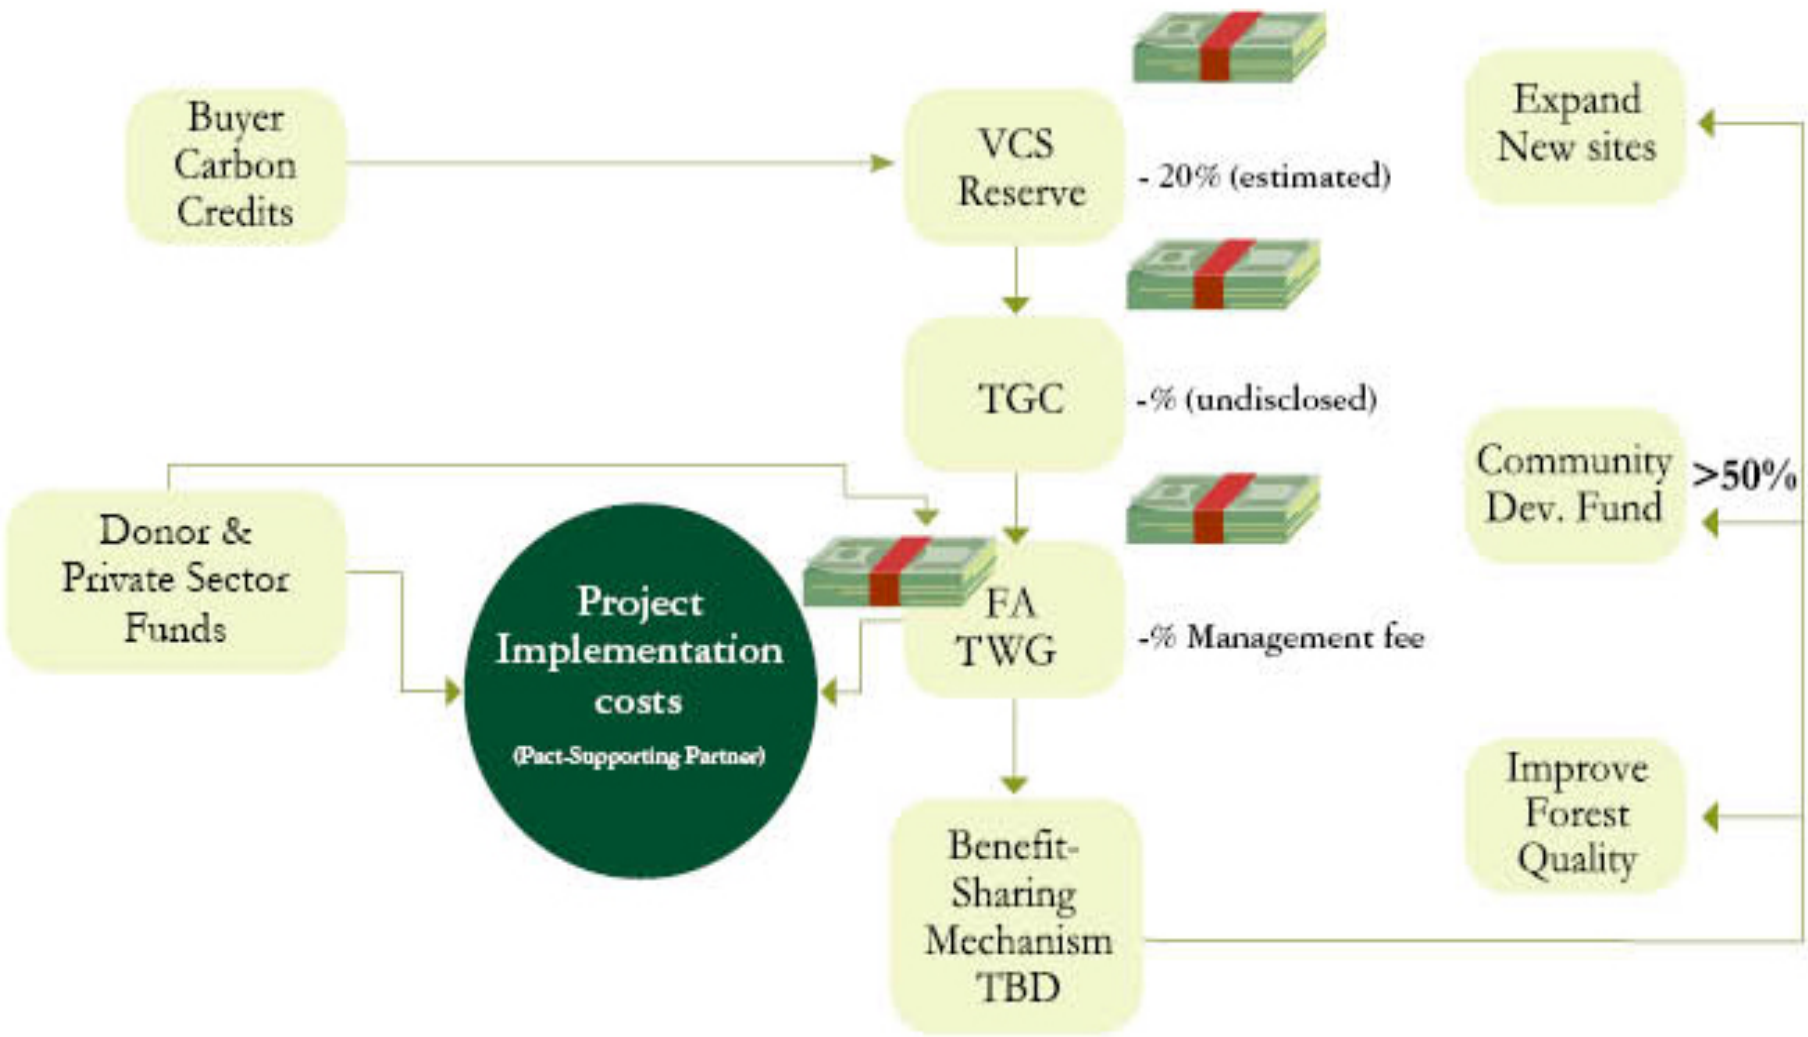 Buyer
Carbon
Credits
VCS
Reserve
- 20% (estimated)
Expand
New sites
TGC
-% (undisclosed)
Community
Dev. Fund
>50%
Donor &
Private Sector
Funds
Project
Implementation
costs
(Pact-Supporting Partner)
FA
TWG
-% Management fee
Improve
Forest
Quality
Benefit-
Sharing
Mechanism
TBD